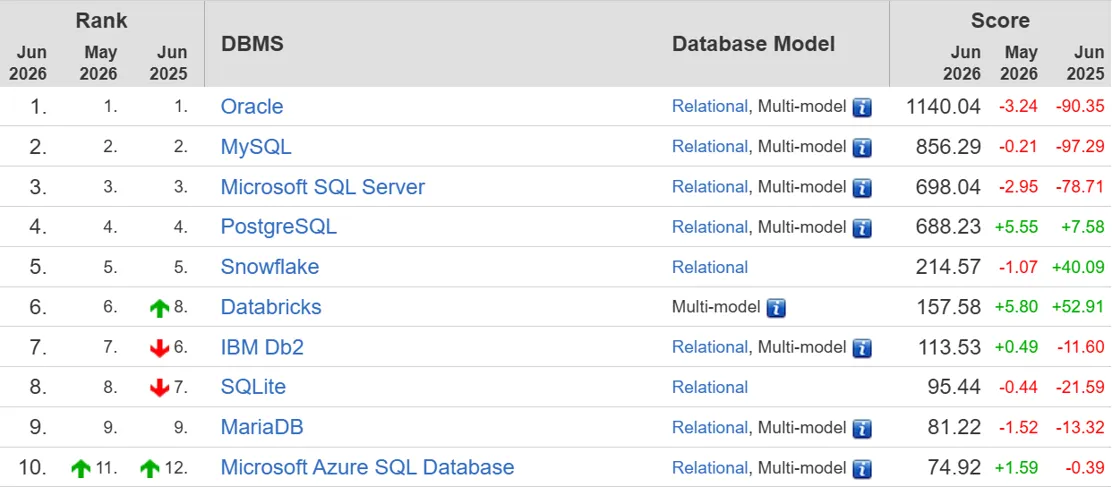 Rank DBMS Database Model Score
Jun 2026 May 2026 Jun 2025 Jun 2026 May 2026 Jun 2025
1. 1. 1. Oracle Relational, Multi-model i 1140.04 -3.24 -90.35
2. 2. 2. MySQL Relational, Multi-model i 856.29 -0.21 -97.29
3. 3. 3. Microsoft SQL Server Relational, Multi-model i 698.04 -2.95 -78.71
4. 4. 4. PostgreSQL Relational, Multi-model i 688.23 +5.55 +7.58
5. 5. 5. Snowflake Relational 214.57 -1.07 +40.09
6. 6. 8. Databricks Multi-model i 157.58 +5.80 +52.91
7. 7. 6. IBM Db2 Relational, Multi-model i 113.53 +0.49 -11.60
8. 8. 7. SQLite Relational 95.44 -0.44 -21.59
9. 9. 9. MariaDB Relational, Multi-model i 81.22 -1.52 -13.32
10. 11. 12. Microsoft Azure SQL Database Relational, Multi-model i 74.92 +1.59 -0.39